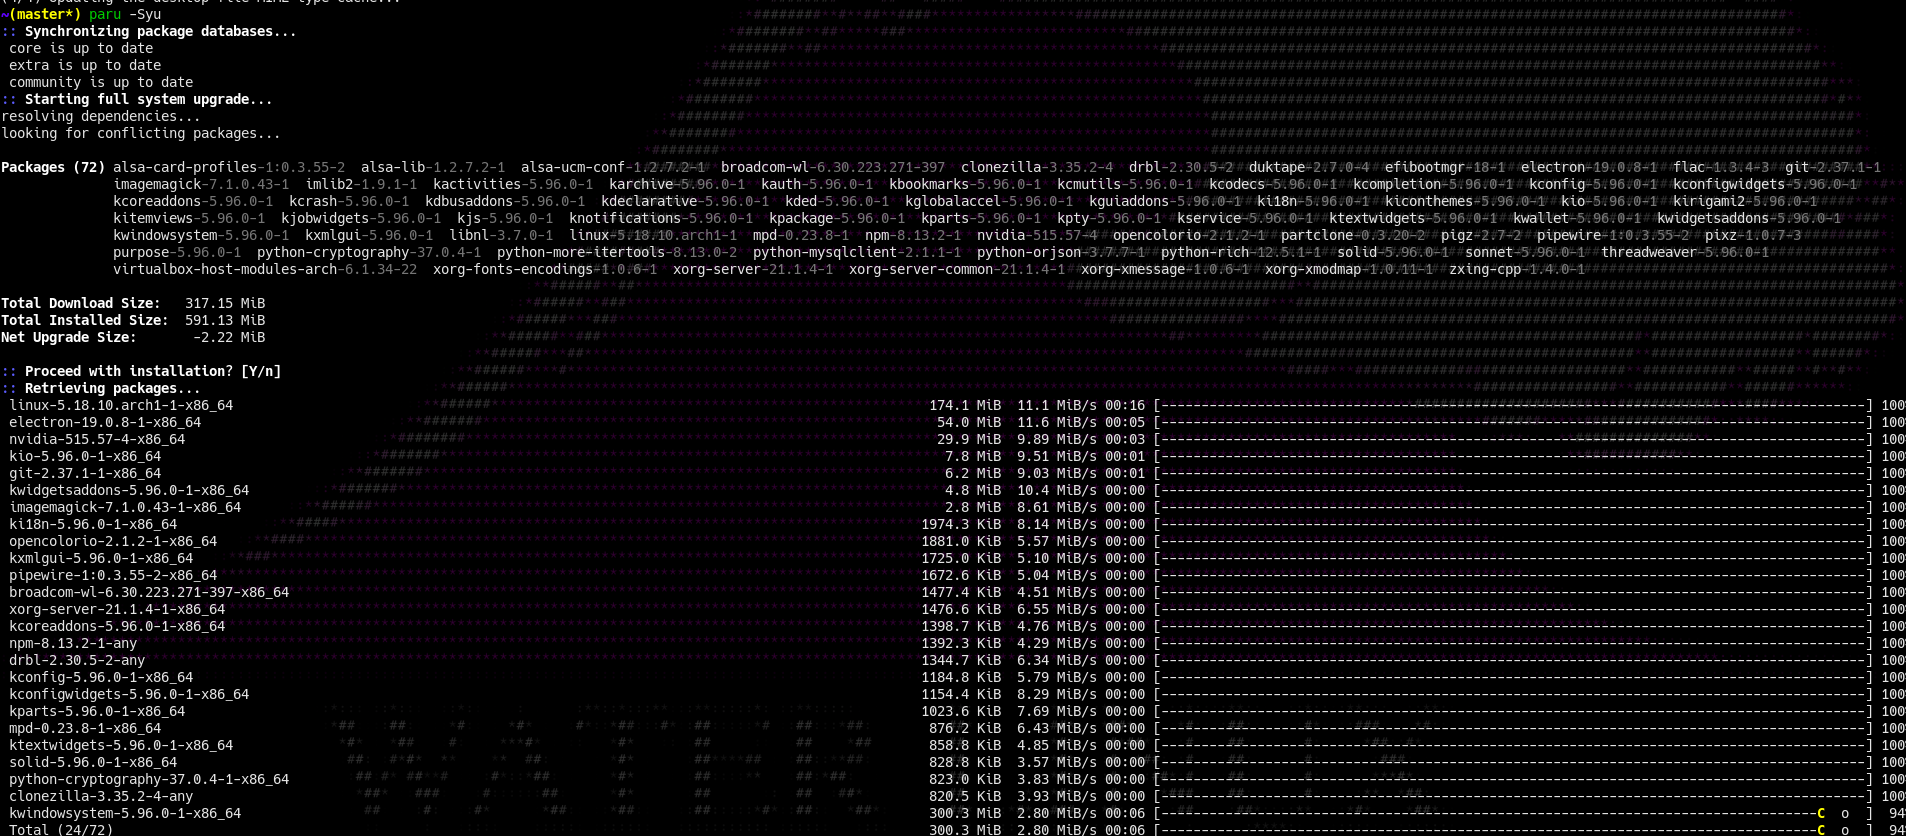 ~(master*) paru -Syu
:: Synchronizing package databases...
core is up to date
extra is up to date
community is up to date
:: Starting full system upgrade...
resolving dependencies...
looking for conflicting packages...
Packages (72) alsa-card-profiles-1:0.3.55-2 alsa-lib-1.2.7.2-1 alsa-ucm-conf-1.2.7.2-1 broadcom-wl-6.30.223.271-397 clonezilla-3.35.2-4 drbl-2.30.5-2 duktape-2.7.0-4 efibootmgr-18-1 electron-19.0.8-1 flac-1.3.4-3 git-2.37.1-1
imagemagick-7.1.0.43-1 imlib2-1.9.1-1 kactivities-5.96.0-1 karchive-5.96.0-1 kauth-5.96.0-1 kbookmarks-5.96.0-1 kcmutils-5.96.0-1 kcodecs-5.96.0-1 kcompletion-5.96.0-1 kconfig-5.96.0-1 kconfigwidgets-5.96.0-1
kcoreaddons-5.96.0-1 kcrash-5.96.0-1 kdbusaddons-5.96.0-1 kdeclarative-5.96.0-1 kded-5.96.0-1 kglobalaccel-5.96.0-1 kguiaddons-5.96.0-1 ki18n-5.96.0-1 kiconthemes-5.96.0-1 kio-5.96.0-1 kirigami2-5.96.0-1
kitemviews-5.96.0-1 kjobwidgets-5.96.0-1 kjs-5.96.0-1 knotifications-5.96.0-1 kpackage-5.96.0-1 kparts-5.96.0-1 kpty-5.96.0-1 kservice-5.96.0-1 ktextwidgets-5.96.0-1 kwallet-5.96.0-1 kwidgetsaddons-5.96.0-1
kwindowsystem-5.96.0-1 kxmlgui-5.96.0-1 libnl-3.7.0-1 linux-5.18.10.arch1-1 mpd-0.23.8-1 npm-8.13.2-1 nvidia-515.57-4 opencolorio-2.1.2-1 partclone-0.3.20-2 pigz-2.7-2 pipewire-1:0.3.55-2 pixz-1.0.7-3
purpose-5.96.0-1 python-cryptography-37.0.4-1 python-more-itertools-8.13.0-2 python-mysqlclient-2.1.1-1 python-orjson-3.7.7-1 python-rich-12.5.1-1 solid-5.96.0-1 sonnet-5.96.0-1 threadweaver-5.96.0-1
virtualbox-host-modules-arch-6.1.34-22 xorg-fonts-encodings-1.0.6-1 xorg-server-21.1.4-1 xorg-server-common-21.1.4-1 xorg-xmessage-1.0.6-1 xorg-xmodmap-1.0.11-1 zxing-cpp-1.4.0-1
Total Download Size: 317.15 MiB
Total Installed Size: 591.13 MiB
Net Upgrade Size: -2.22 MiB
:: Proceed with installation? [Y/n]
:: Retrieving packages...
linux-5.18.10.arch1-1-x86_64 174.1 MiB 11.1 MiB/s 00:16 [----------] 100%
electron-19.0.8-1-x86_64 54.0 MiB 11.6 MiB/s 00:05 [----------] 100%
nvidia-515.57-4-x86_64 29.9 MiB 9.89 MiB/s 00:03 [----------] 100%
kio-5.96.0-1-x86_64 7.8 MiB 9.51 MiB/s 00:01 [----------] 100%
git-2.37.1-1-x86_64 6.2 MiB 9.03 MiB/s 00:01 [----------] 100%
kwidgetsaddons-5.96.0-1-x86_64 4.8 MiB 10.4 MiB/s 00:00 [----------] 100%
imagemagick-7.1.0.43-1-x86_64 2.8 MiB 8.61 MiB/s 00:00 [----------] 100%
ki18n-5.96.0-1-x86_64 1974.3 KiB 8.14 MiB/s 00:00 [----------] 100%
opencolorio-2.1.2-1-x86_64 1881.0 KiB 5.57 MiB/s 00:00 [----------] 100%
kxmlgui-5.96.0-1-x86_64 1725.0 KiB 5.10 MiB/s 00:00 [----------] 100%
pipewire-1:0.3.55-2-x86_64 1672.6 KiB 5.04 MiB/s 00:00 [----------] 100%
broadcom-wl-6.30.223.271-397-x86_64 1477.4 KiB 4.51 MiB/s 00:00 [----------] 100%
xorg-server-21.1.4-1-x86_64 1476.6 KiB 6.55 MiB/s 00:00 [----------] 100%
kcoreaddons-5.96.0-1-x86_64 1398.7 KiB 4.76 MiB/s 00:00 [----------] 100%
npm-8.13.2-1-any 1392.3 KiB 4.29 MiB/s 00:00 [----------] 100%
drbl-2.30.5-2-any 1344.7 KiB 6.34 MiB/s 00:00 [----------] 100%
kconfig-5.96.0-1-x86_64 1184.8 KiB 5.79 MiB/s 00:00 [----------] 100%
kconfigwidgets-5.96.0-1-x86_64 1154.4 KiB 8.29 MiB/s 00:00 [----------] 100%
kparts-5.96.0-1-x86_64 1023.6 KiB 7.69 MiB/s 00:00 [----------] 100%
mpd-0.23.8-1-x86_64 876.2 KiB 6.43 MiB/s 00:00 [----------] 100%
ktextwidgets-5.96.0-1-x86_64 858.8 KiB 4.85 MiB/s 00:00 [----------] 100%
solid-5.96.0-1-x86_64 828.8 KiB 3.57 MiB/s 00:00 [----------] 100%
python-cryptography-37.0.4-1-x86_64 823.0 KiB 3.83 MiB/s 00:00 [----------] 100%
clonezilla-3.35.2-4-any 820.5 KiB 3.93 MiB/s 00:00 [----------] 100%
kwindowsystem-5.96.0-1-x86_64 300.3 MiB 2.80 MiB/s 00:06 [----------C o ] 94%
Total (24/72) 300.3 MiB 2.80 MiB/s 00:06 [----------C o ] 94%